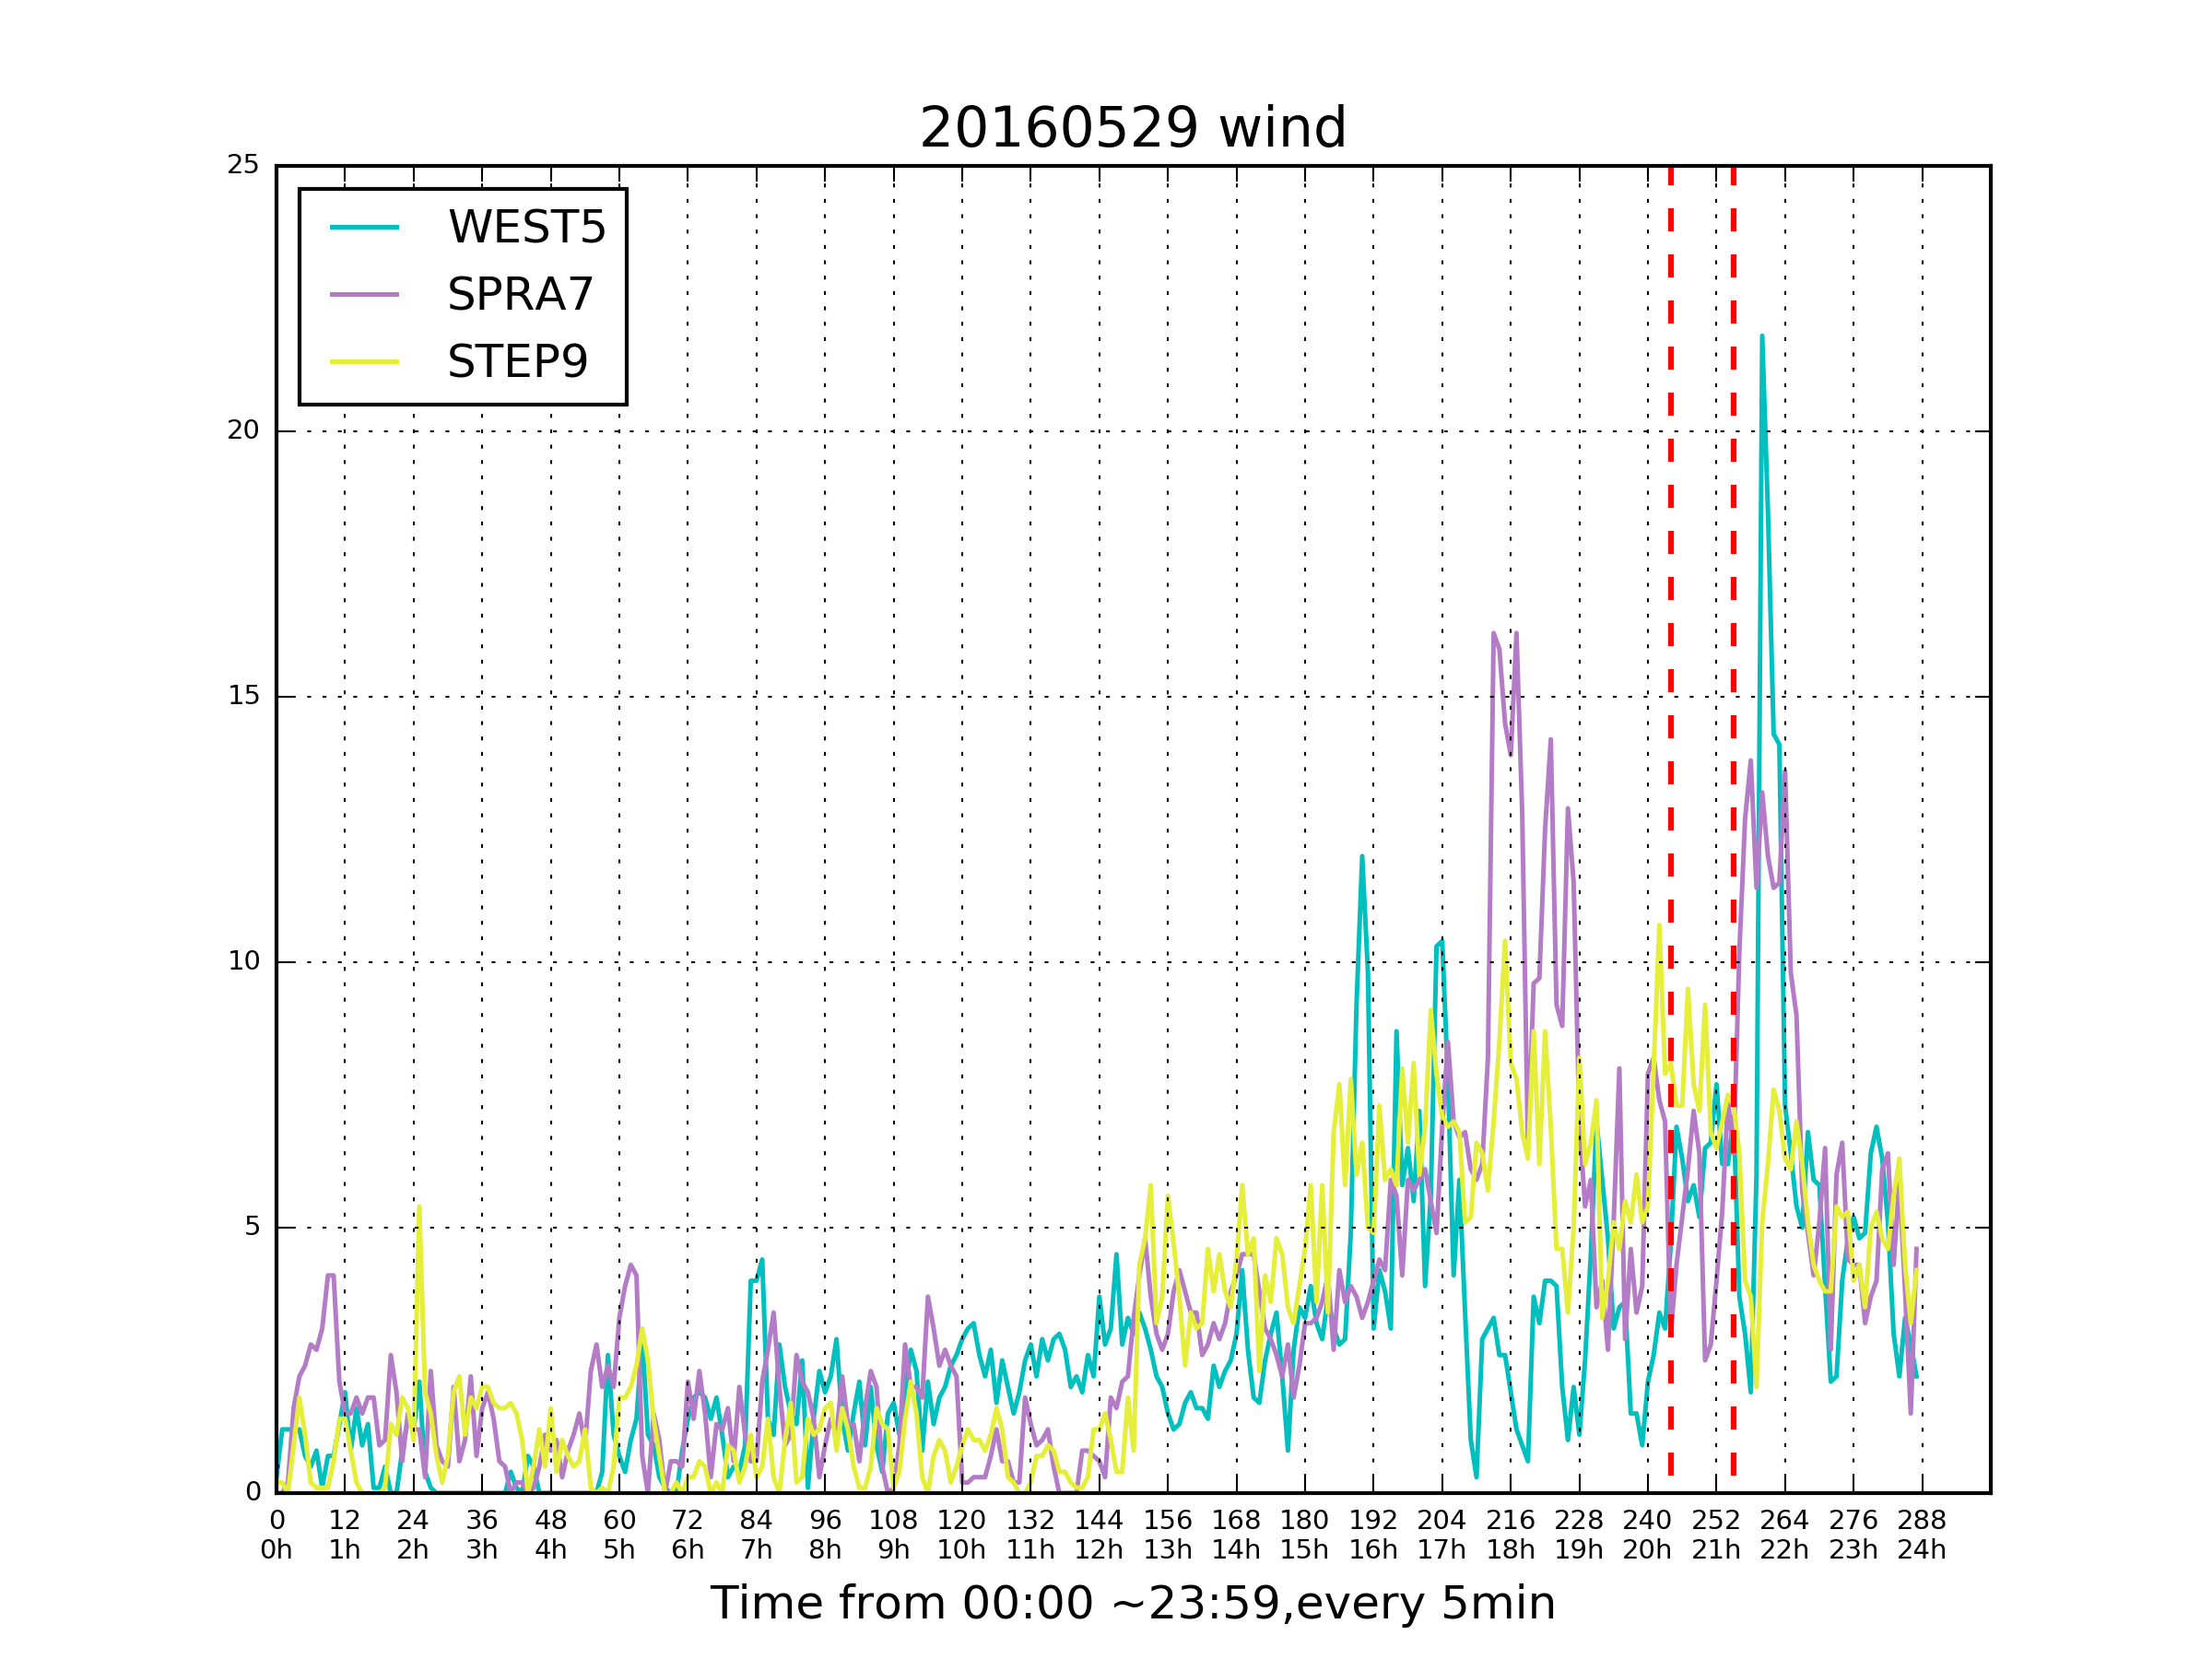 20160529 wind
25
20
15
10
5
0
WEST5
SPRA7
STEP9
0 12 24 36 48 60 72 84 96 108 120 132 144 156 168 180 192 204 216 228 240 252 264 276 288
0h 1h 2h 3h 4h 5h 6h 7h 8h 9h 10h 11h 12h 13h 14h 15h 16h 17h 18h 19h 20h 21h 22h 23h 24h
Time from 00:00 ~23:59,every 5min